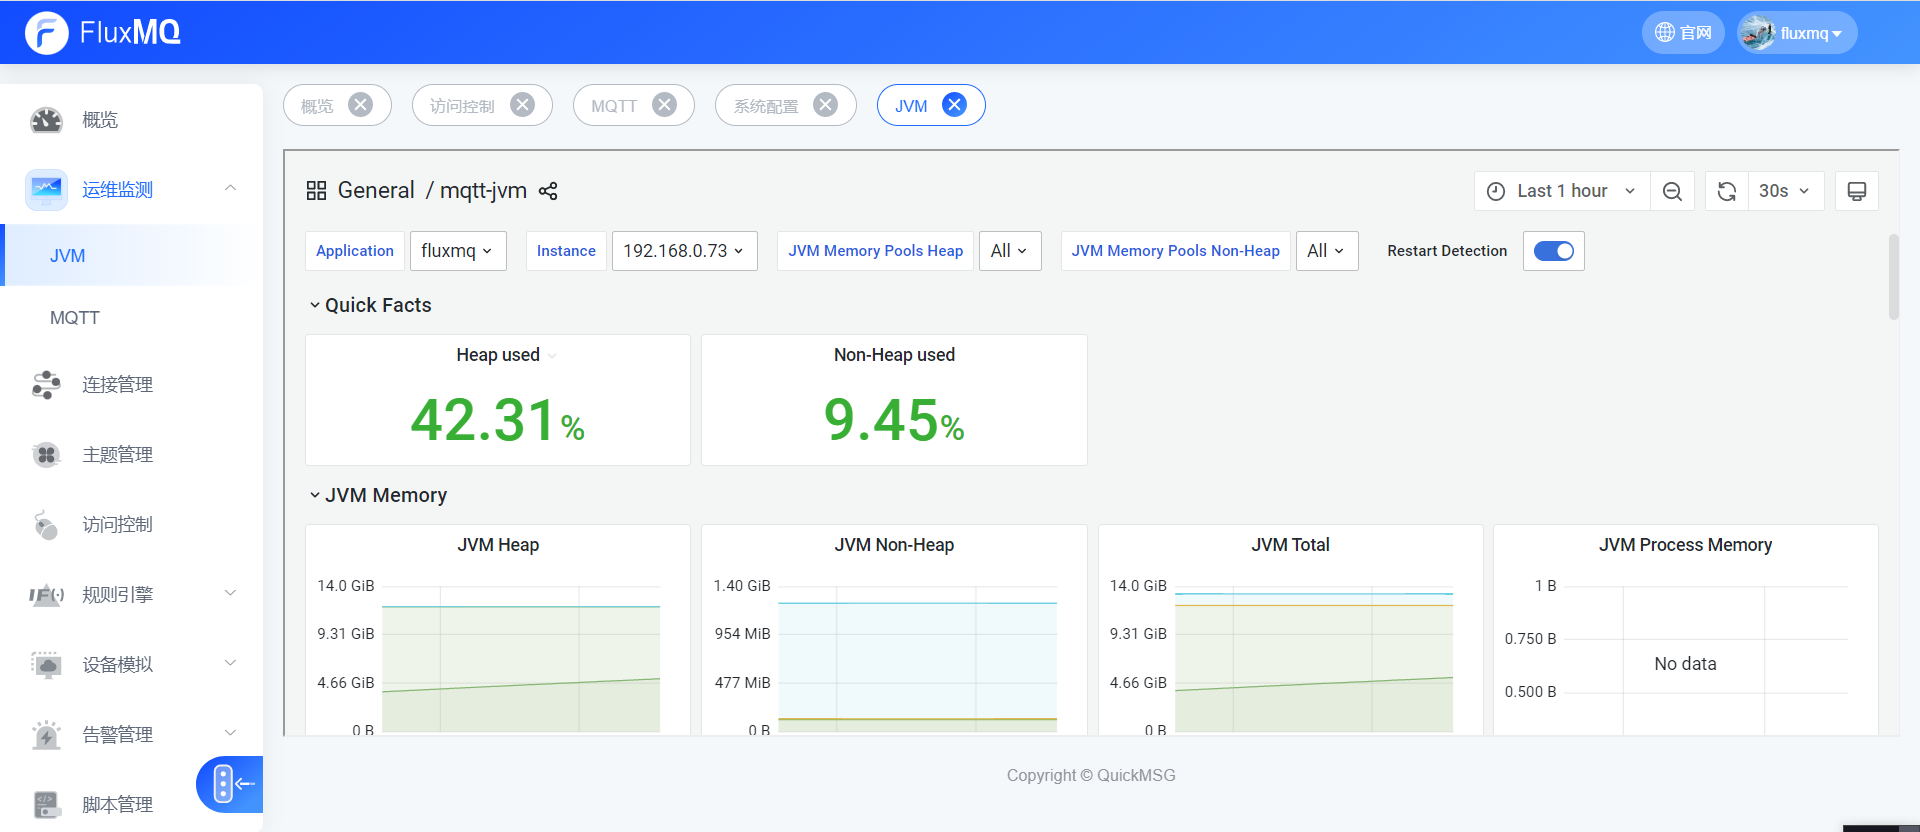 FluxMQ
官网
fluxmq
概览
运维监测
JVM
MQTT
连接管理
主题管理
访问控制
规则引擎
设备模拟
告警管理
脚本管理
概览
访问控制
MQTT
系统配置
JVM
General / mqtt-jvm
Last 1 hour
30s
Application
fluxmq
Instance
192.168.0.73
JVM Memory Pools Heap
All
JVM Memory Pools Non-Heap
All
Restart Detection
Quick Facts
Heap used
42.31%
Non-Heap used
9.45%
JVM Memory
JVM Heap
14.0 GiB
9.31 GiB
4.66 GiB
0 B
JVM Non-Heap
1.40 GiB
954 MiB
477 MiB
0 B
JVM Total
14.0 GiB
9.31 GiB
4.66 GiB
0 B
JVM Process Memory
1 B
0.750 B
0.500 B
No data
Copyright © QuickMSG